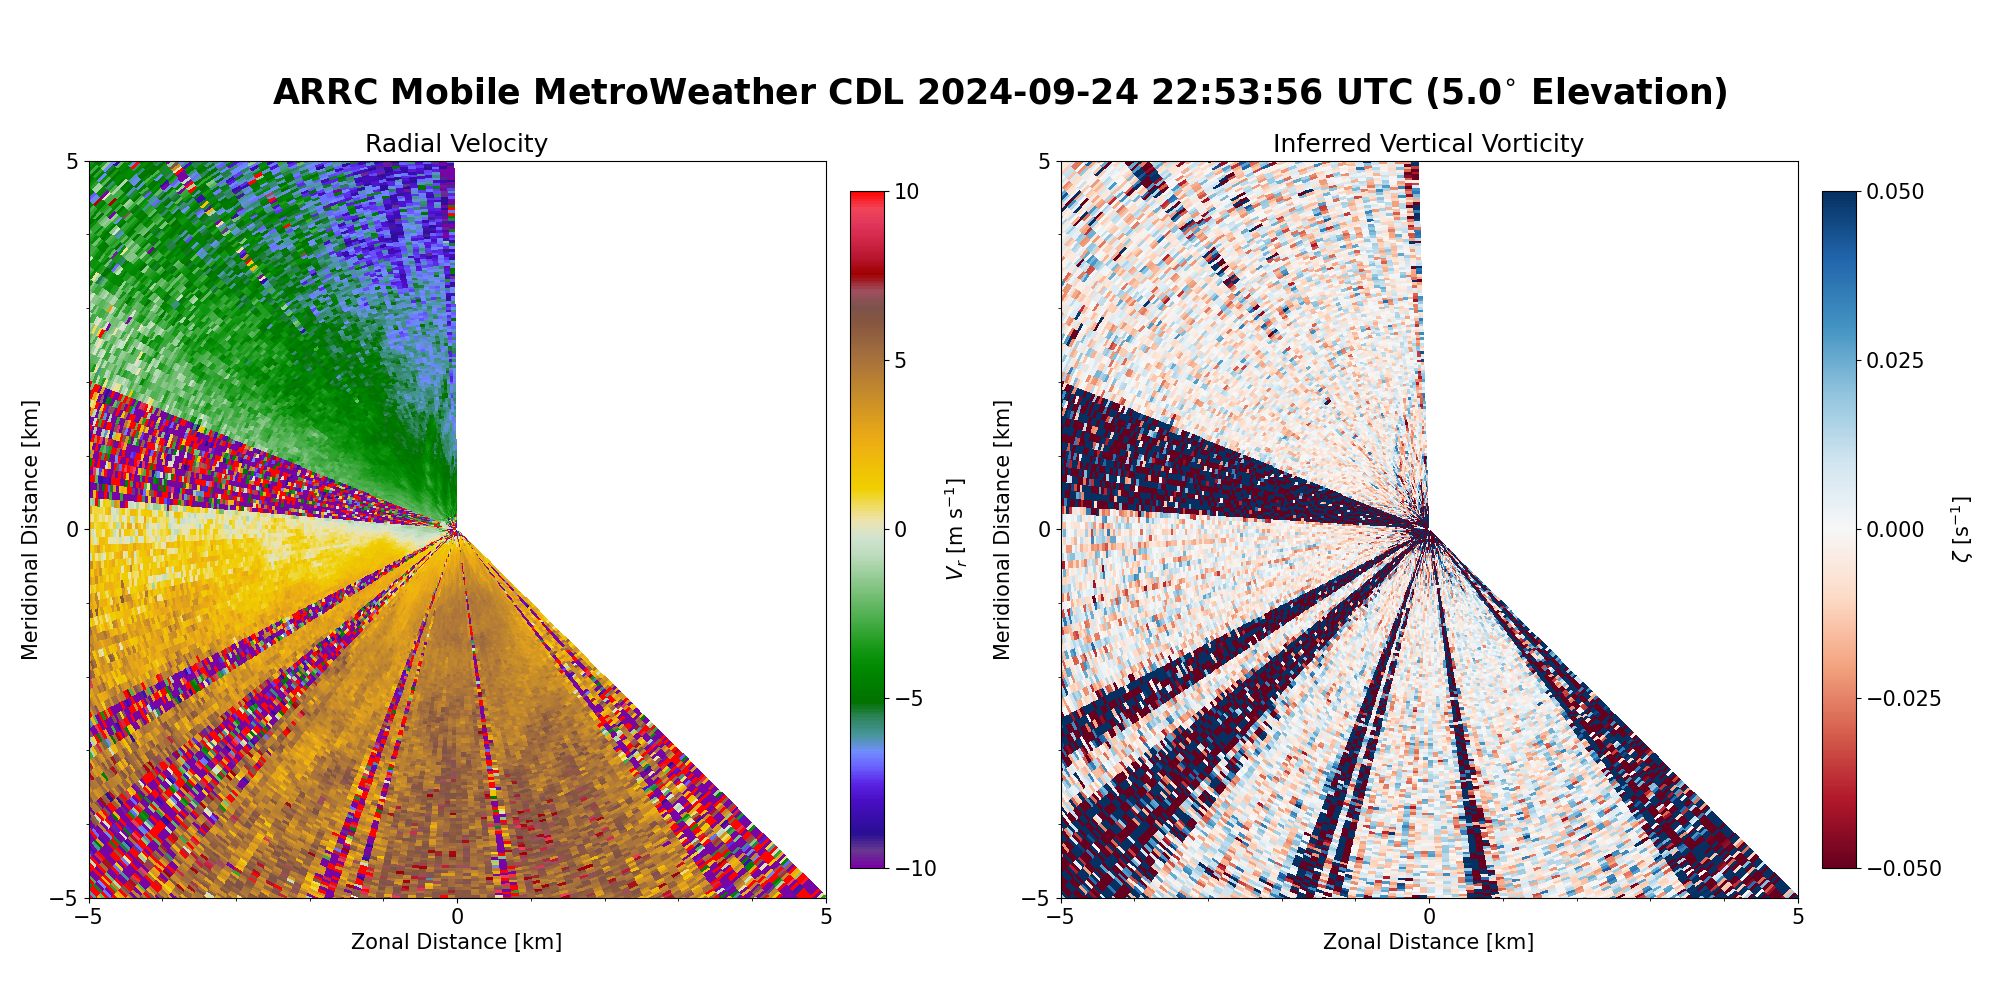 ARRC Mobile MetroWeather CDL 2024-09-24 22:53:56 UTC (5.0° Elevation)
Radial Velocity
Inferred Vertical Vorticity
5
0
−5
−5
0
5
Meridional Distance [km]
Zonal Distance [km]
10
5
0
−5
−10
V_r [m s⁻¹]
5
0
−5
−5
0
5
Meridional Distance [km]
Zonal Distance [km]
0.050
0.025
0.000
−0.025
−0.050
ζ [s⁻¹]